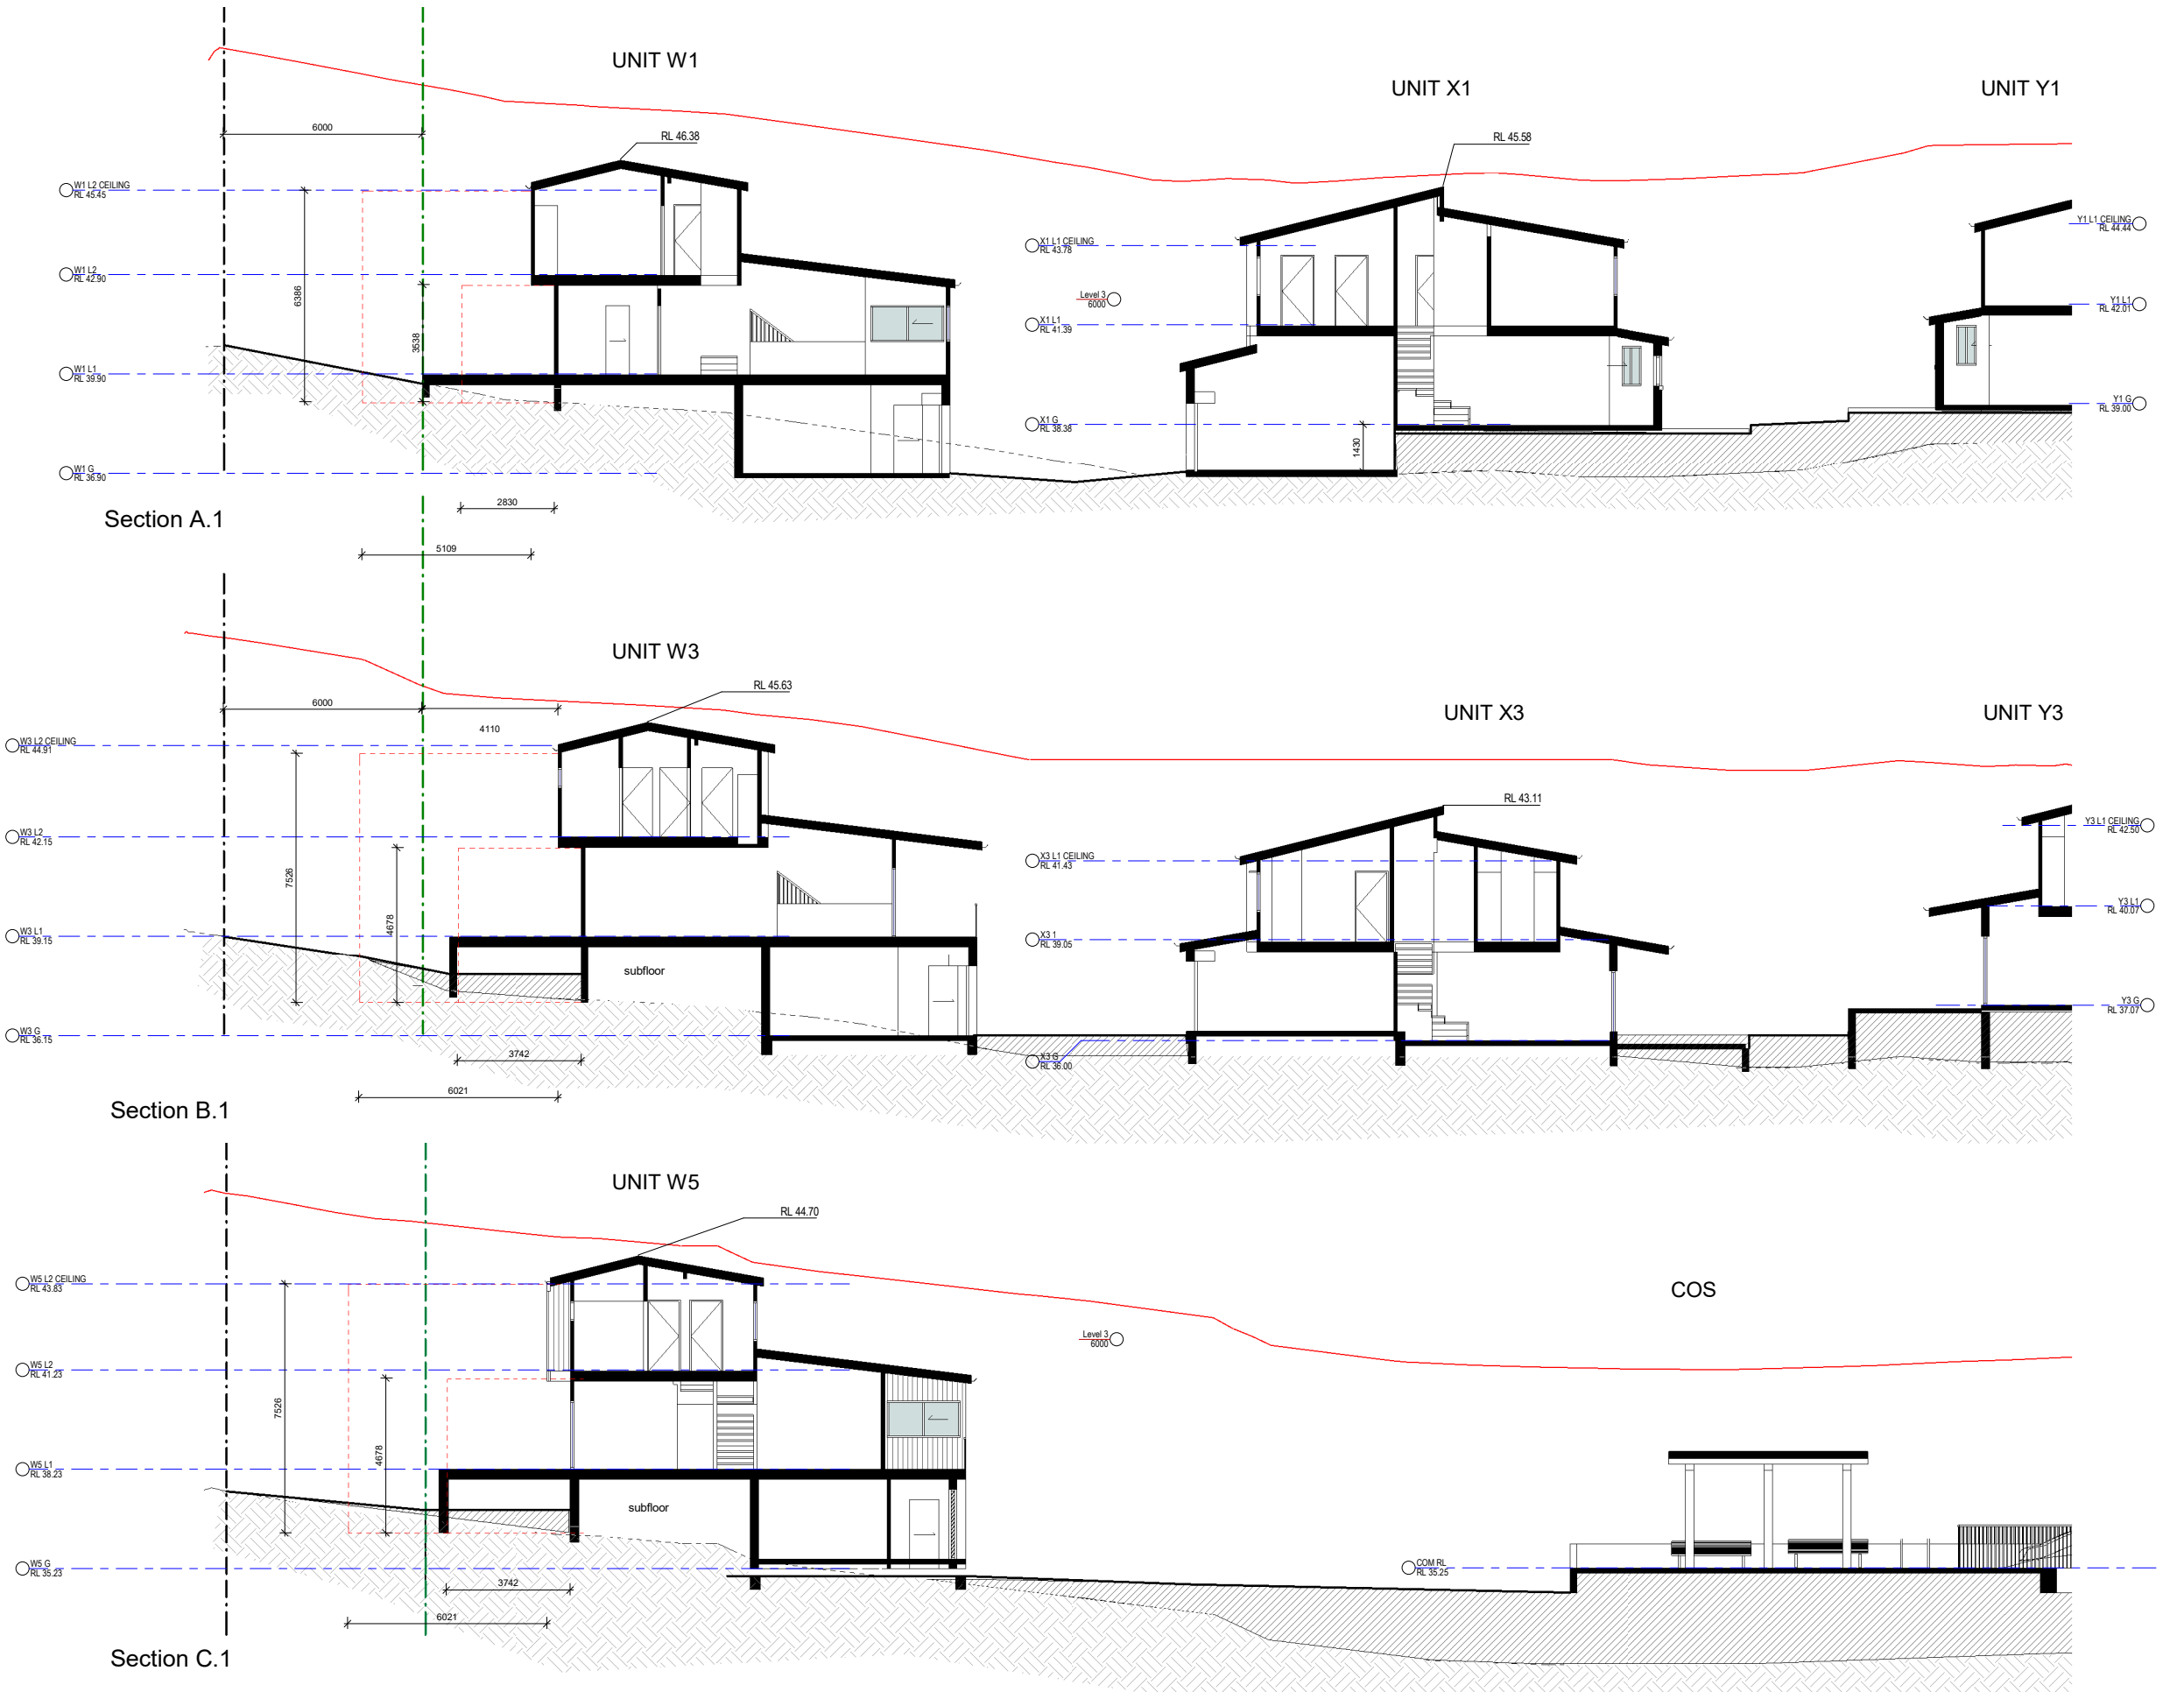 UNIT W1
UNIT X1
UNIT Y1
6000
RL 46.38
RL 45.58
W1 L2 CEILING
RL 45.45
Y1 L1 CEILING
RL 44.44
X1 L1 CEILING
RL 43.78
W1 L2
RL 42.90
6386
Level 3
6000
Y1 L1
RL 42.01
X1 L1
RL 41.39
3538
W1 L1
RL 39.90
Y1 G
RL 39.00
X1 G
RL 38.38
1430
W1 G
RL 36.90
2830
Section A.1
5109
UNIT W3
RL 45.63
6000
UNIT X3
UNIT Y3
4110
W3 L2 CEILING
RL 44.91
RL 43.11
Y3 L1 CEILING
RL 42.50
W3 L2
RL 42.15
X3 L1 CEILING
RL 41.43
7526
4678
Y3 L1
RL 40.07
W3 L1
RL 39.15
X3 1
RL 39.05
subfloor
Y3 G
RL 37.07
W3 G
RL 36.15
X3 G
RL 36.00
3742
6021
Section B.1
UNIT W5
RL 44.70
W5 L2 CEILING
RL 43.83
COS
Level 3
6000
W5 L2
RL 41.23
7526
4678
W5 L1
RL 38.23
subfloor
W5 G
RL 35.23
COM RL
RL 35.25
3742
6021
Section C.1